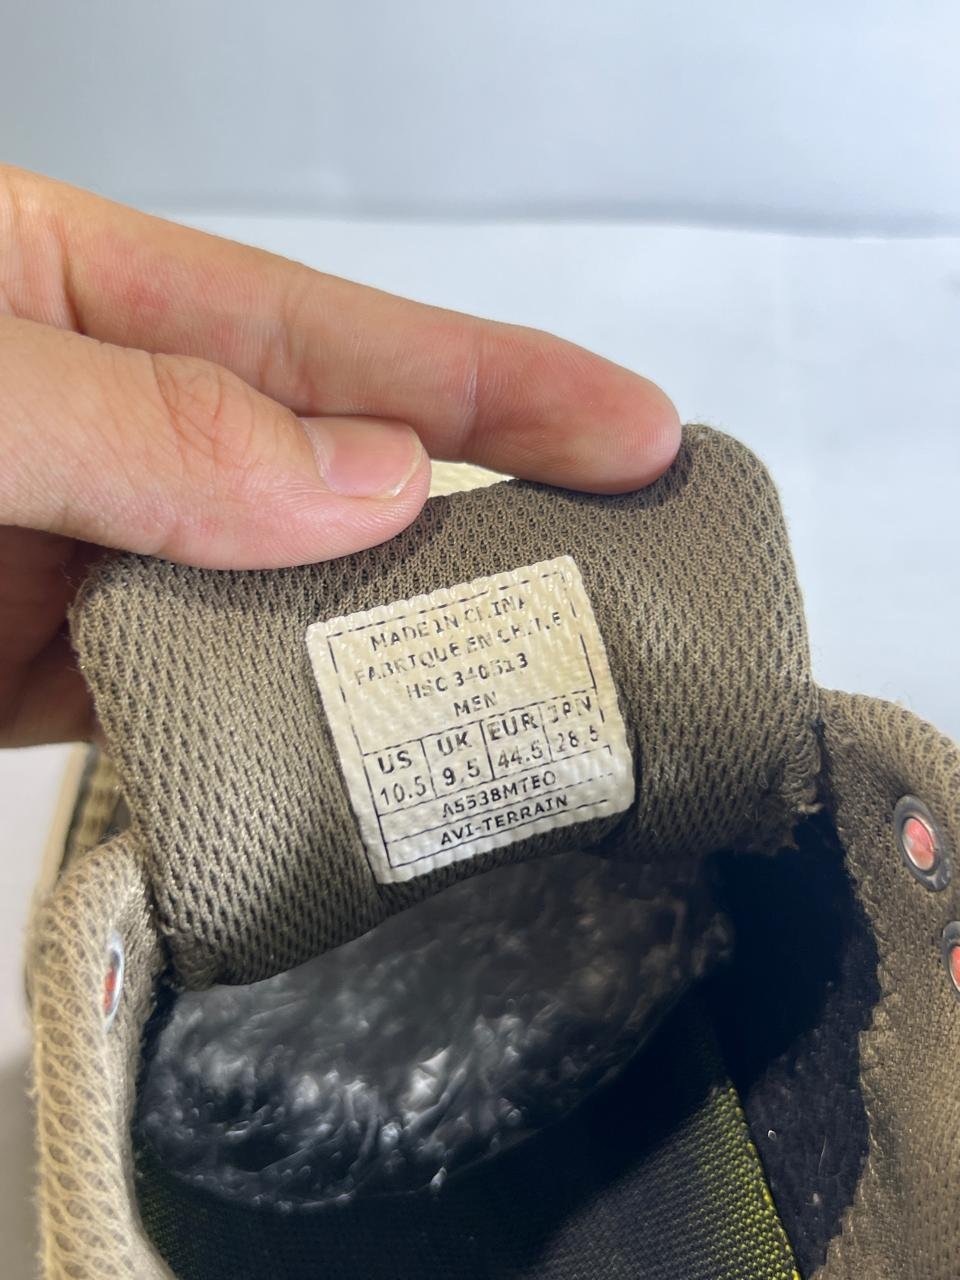 MADE IN CHINA
FABRIQUE EN CHINE
HSC 340513
MEN
US UK EUR JPN
10.5 9.5 44.5 28.5
A553BMTEO
AVI-TERRAIN